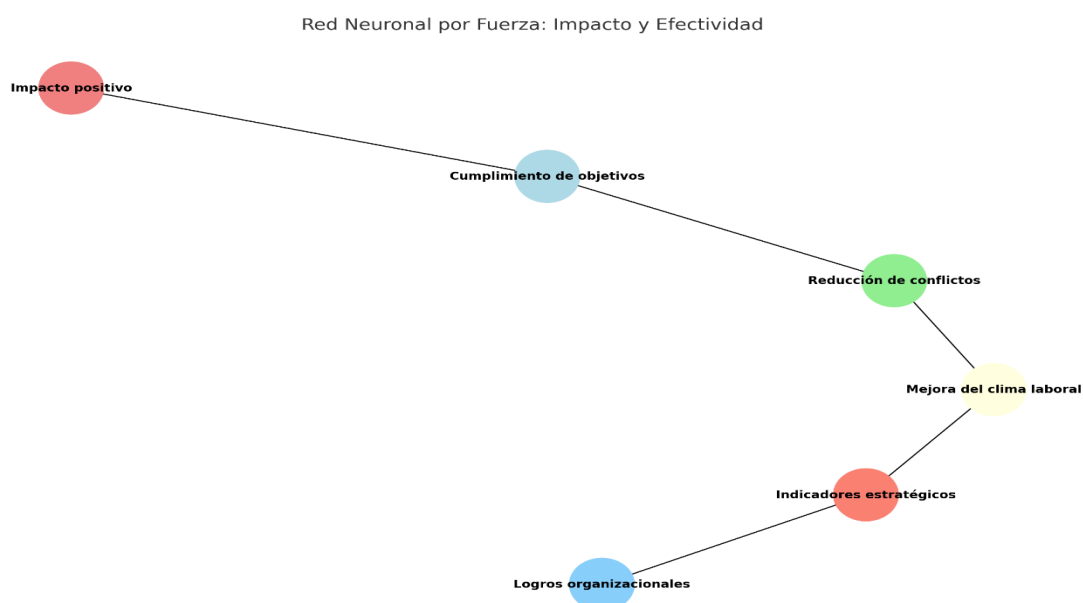 Red Neuronal por Fuerza: Impacto y Efectividad
Impacto positivo
Cumplimiento de objetivos
Reducción de conflictos
Mejora del clima laboral
Indicadores estratégicos
Logros organizacionales